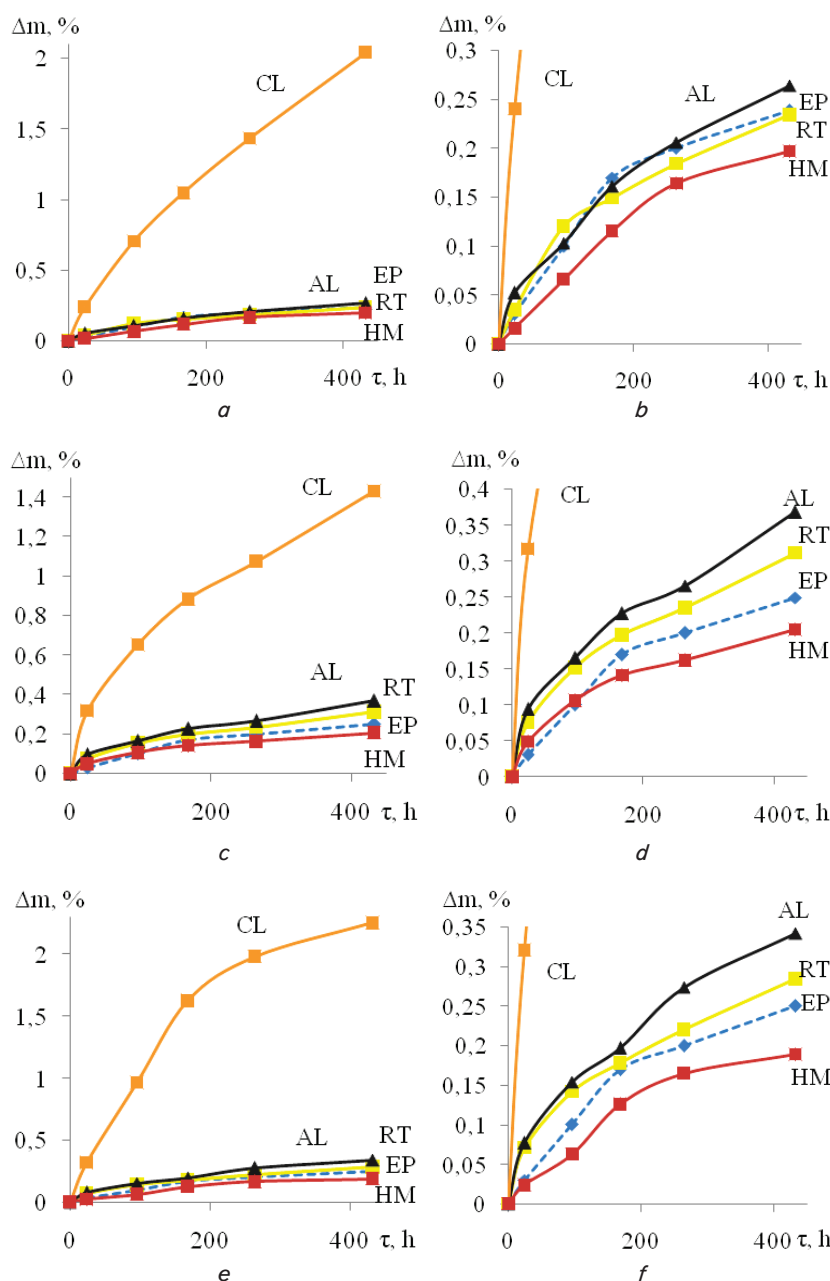 Δm, %
2
1,5
1
0,5
0
CL
AL
EP
RT
HM
0
200
400 τ, h
a
Δm, %
0,3
0,25
0,2
0,15
0,1
0,05
0
CL
AL
EP
RT
HM
0
200
400 τ, h
b
Δm, %
1,4
1,2
1
0,8
0,6
0,4
0,2
0
CL
AL
RT
EP
HM
0
200
400 τ, h
c
Δm, %
0,4
0,35
0,3
0,25
0,2
0,15
0,1
0,05
0
CL
AL
RT
EP
HM
0
200
400 τ, h
d
Δm, %
2
1,5
1
0,5
0
CL
AL
RT
EP
HM
0
200
400 τ, h
e
Δm, %
0,35
0,3
0,25
0,2
0,15
0,1
0,05
0
CL
AL
RT
EP
HM
0
200
400 τ, h
f